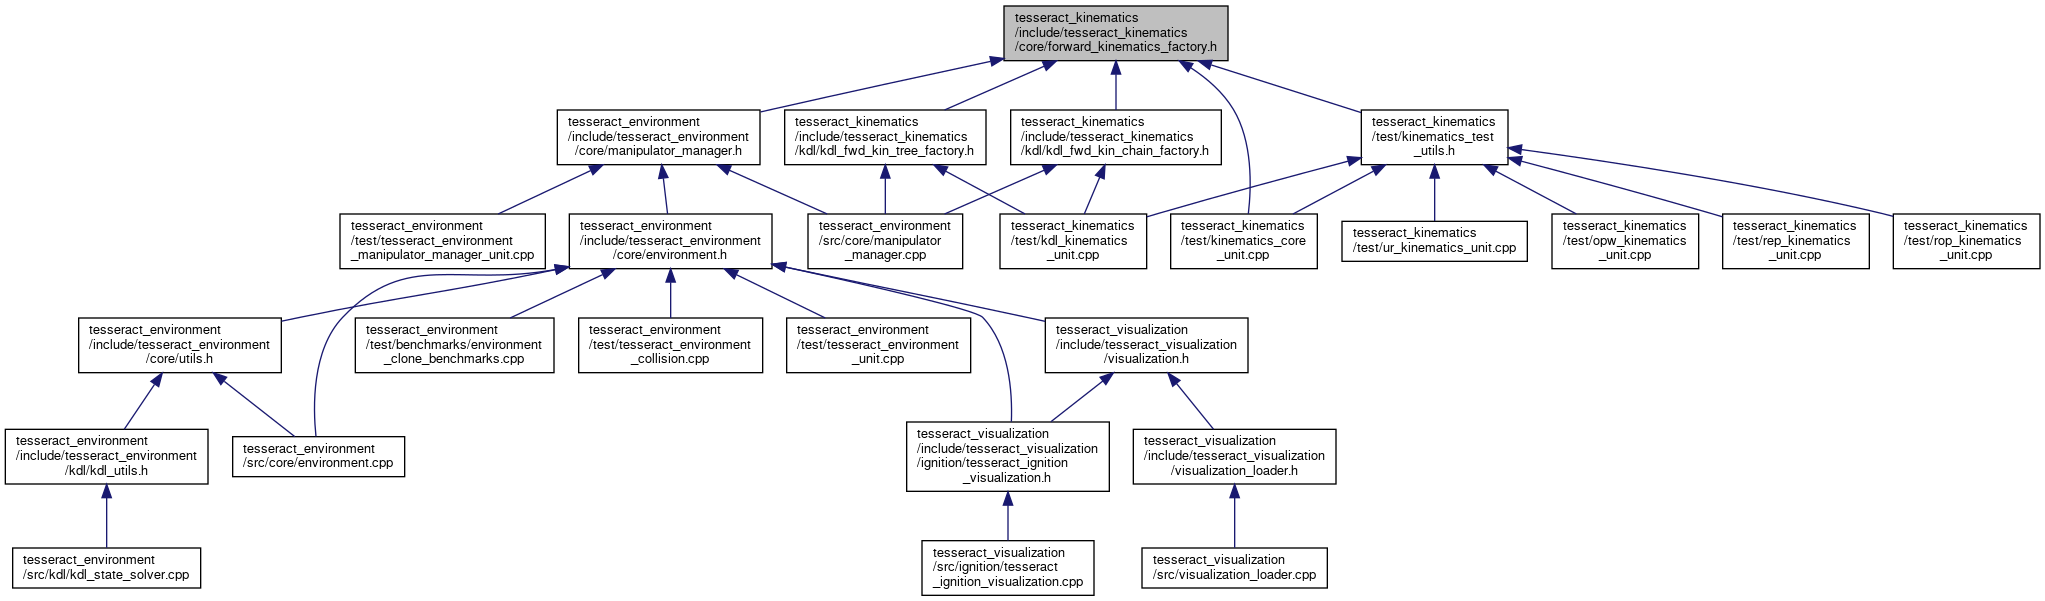 tesseract_kinematics
/include/tesseract_kinematics
/core/forward_kinematics_factory.h
tesseract_environment
/include/tesseract_environment
/core/manipulator_manager.h
tesseract_kinematics
/include/tesseract_kinematics
/kdl/kdl_fwd_kin_tree_factory.h
tesseract_kinematics
/include/tesseract_kinematics
/kdl/kdl_fwd_kin_chain_factory.h
tesseract_kinematics
/test/kinematics_test
_utils.h
tesseract_environment
/test/tesseract_environment
_manipulator_manager_unit.cpp
tesseract_environment
/include/tesseract_environment
/core/environment.h
tesseract_environment
/src/core/manipulator
_manager.cpp
tesseract_kinematics
/test/kdl_kinematics
_unit.cpp
tesseract_kinematics
/test/kinematics_core
_unit.cpp
tesseract_kinematics
/test/ur_kinematics_unit.cpp
tesseract_kinematics
/test/opw_kinematics
_unit.cpp
tesseract_kinematics
/test/rep_kinematics
_unit.cpp
tesseract_kinematics
/test/rop_kinematics
_unit.cpp
tesseract_environment
/include/tesseract_environment
/core/utils.h
tesseract_environment
/test/benchmarks/environment
_clone_benchmarks.cpp
tesseract_environment
/test/tesseract_environment
_collision.cpp
tesseract_environment
/test/tesseract_environment
_unit.cpp
tesseract_visualization
/include/tesseract_visualization
/visualization.h
tesseract_environment
/include/tesseract_environment
/kdl/kdl_utils.h
tesseract_environment
/src/core/environment.cpp
tesseract_visualization
/include/tesseract_visualization
/ignition/tesseract_ignition
_visualization.h
tesseract_visualization
/include/tesseract_visualization
/visualization_loader.h
tesseract_environment
/src/kdl/kdl_state_solver.cpp
tesseract_visualization
/src/ignition/tesseract
_ignition_visualization.cpp
tesseract_visualization
/src/visualization_loader.cpp